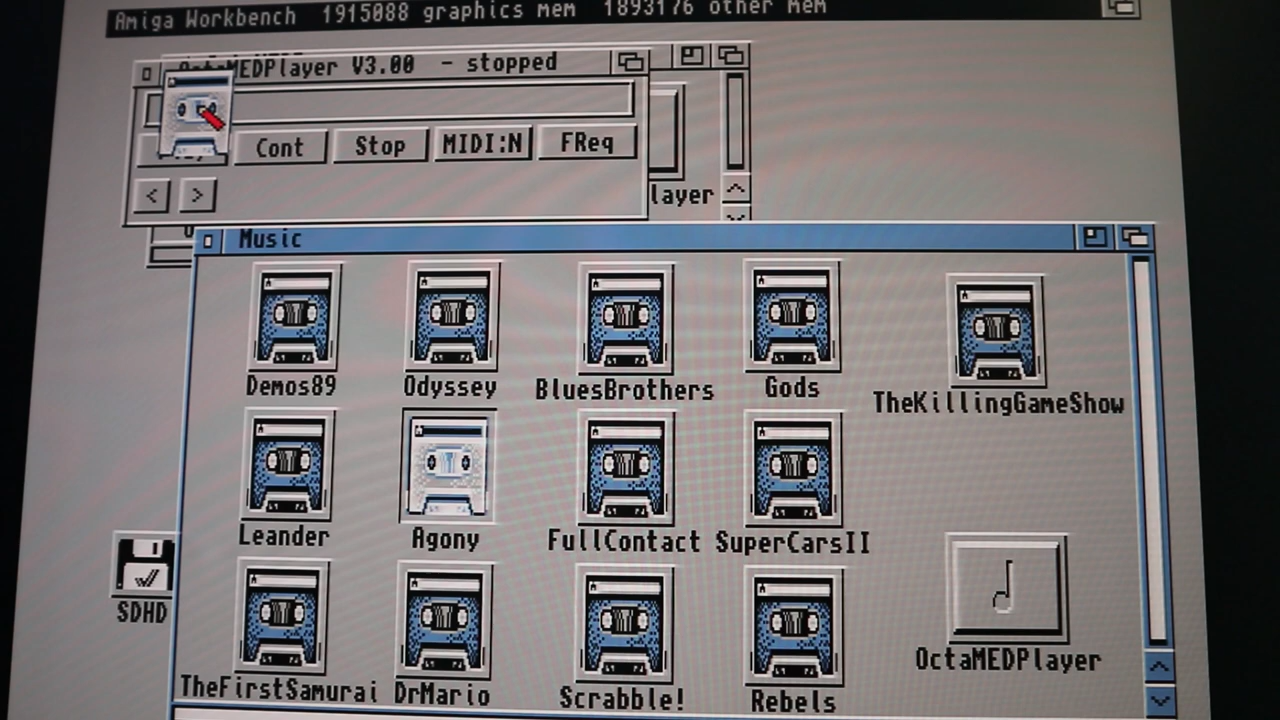 Amiga Workbench 1915088 graphics mem 1893176 other mem
OctaMEDPlayer V3.00 - stopped
Cont Stop MIDI:N FReq
< >
layer
Music
Demos89 Odyssey BluesBrothers Gods TheKillingGameShow
Leander Agony FullContact SuperCarsII
SDHD
TheFirstSamurai DrMario Scrabble! Rebels OctaMEDPlayer